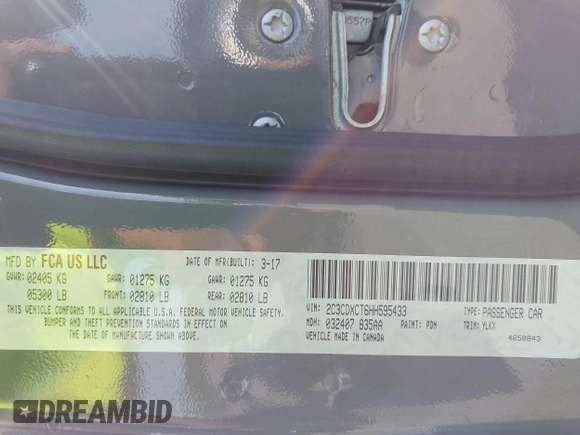 557P
MFD BY FCA US LLC DATE OF MFR(BUILT): 3-17
GVWR: 02405 KG GAWR: 01275 KG GAWR: 01275 KG
05300 LB FRONT: 02810 LB REAR: 02810 LB
THIS VEHICLE CONFORMS TO ALL APPLICABLE U.S.A. FEDERAL MOTOR VEHICLE SAFETY,
BUMPER AND THEFT PREVENTION STANDARDS IN EFFECT ON
THE DATE OF MANUFACTURE SHOWN ABOVE.
VIN: 2C3CDXCT6HH595433 TYPE: PASSENGER CAR
MDH: 032407 835AA PAINT: PDN TRIM: YLXX
VEHICLE MADE IN CANADA 4658843
DREAMBID